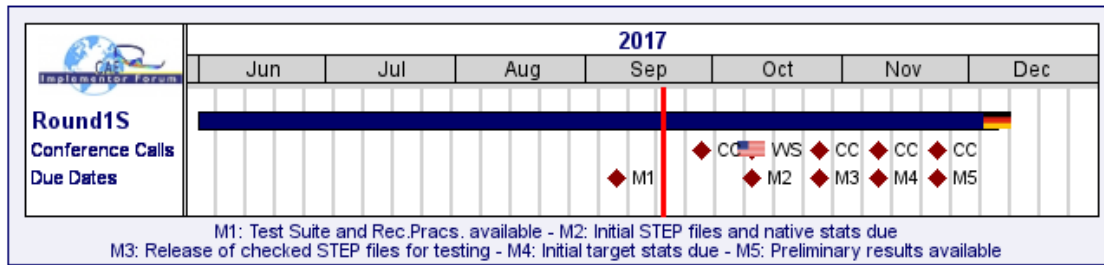 2017
CAE
Implementor Forum
Jun Jul Aug Sep Oct Nov Dec
Round1S
Conference Calls CC WS CC CC CC
Due Dates M1 M2 M3 M4 M5
M1: Test Suite and Rec.Pracs. available - M2: Initial STEP files and native stats due
M3: Release of checked STEP files for testing - M4: Initial target stats due - M5: Preliminary results available